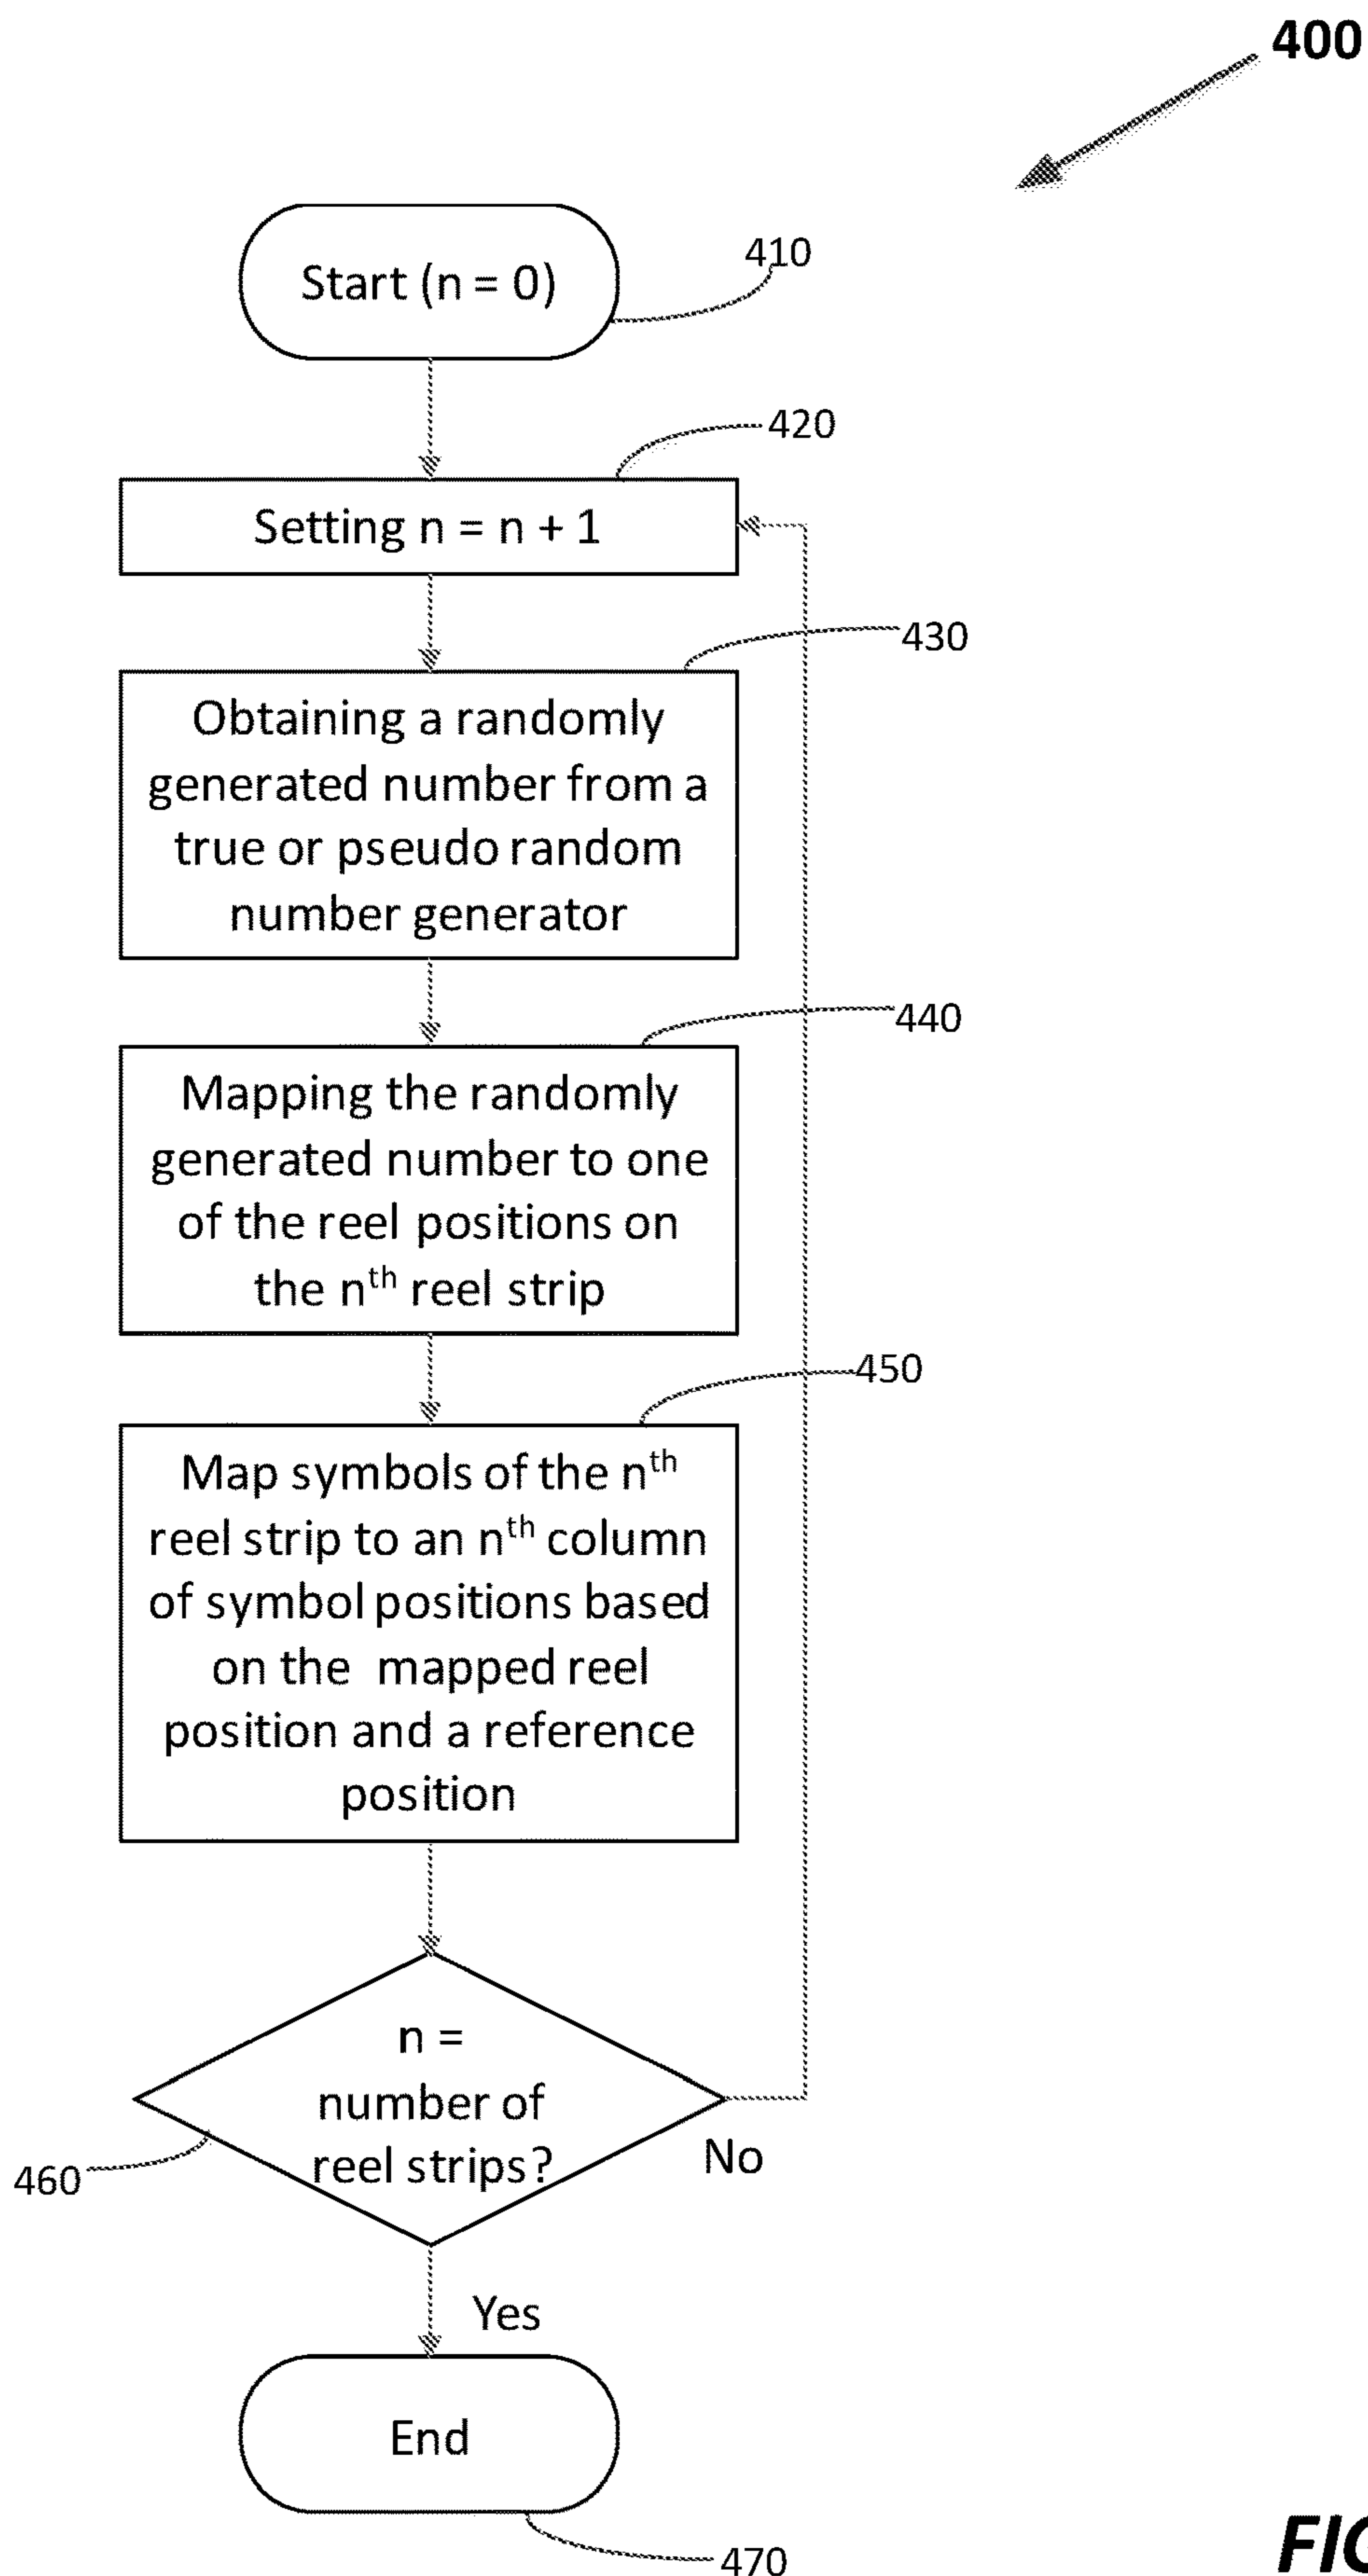 400
Start (n = 0)
410
420
Setting n = n + 1
430
Obtaining a randomly
generated number from a
true or pseudo random
number generator
440
Mapping the randomly
generated number to one
of the reel positions on
the nth reel strip
450
Map symbols of the nth
reel strip to an nth column
of symbol positions based
on the mapped reel
position and a reference
position
n =
number of
reel strips?
460
No
Yes
End
470